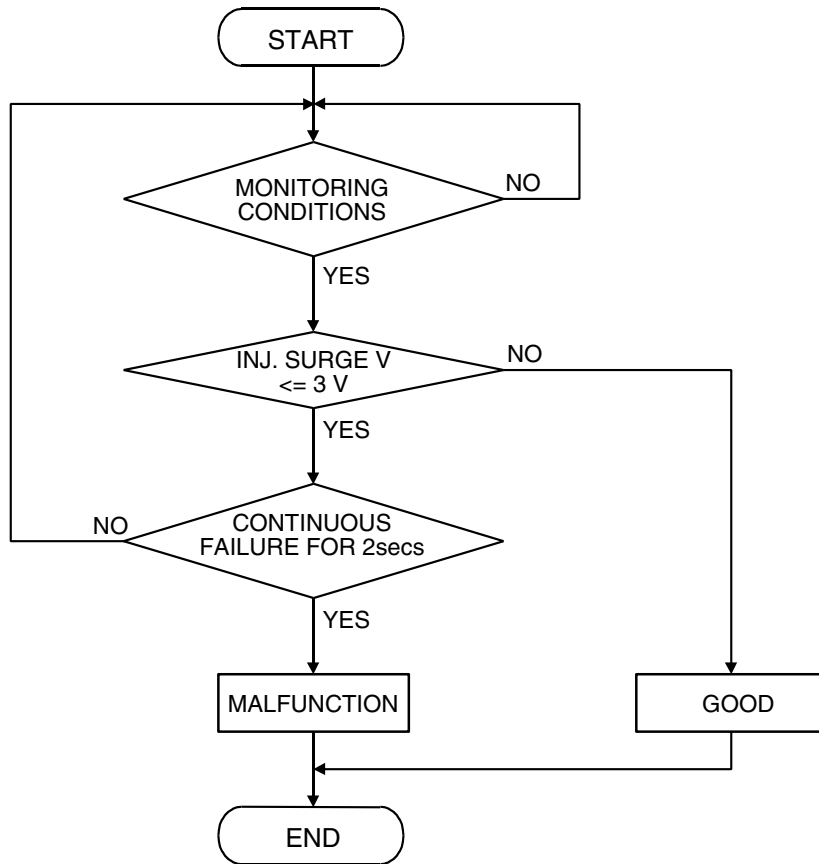 START
MONITORING
CONDITIONS
NO
YES
INJ. SURGE V
<= 3 V
NO
YES
CONTINUOUS
FAILURE FOR 2secs
NO
YES
MALFUNCTION
GOOD
END